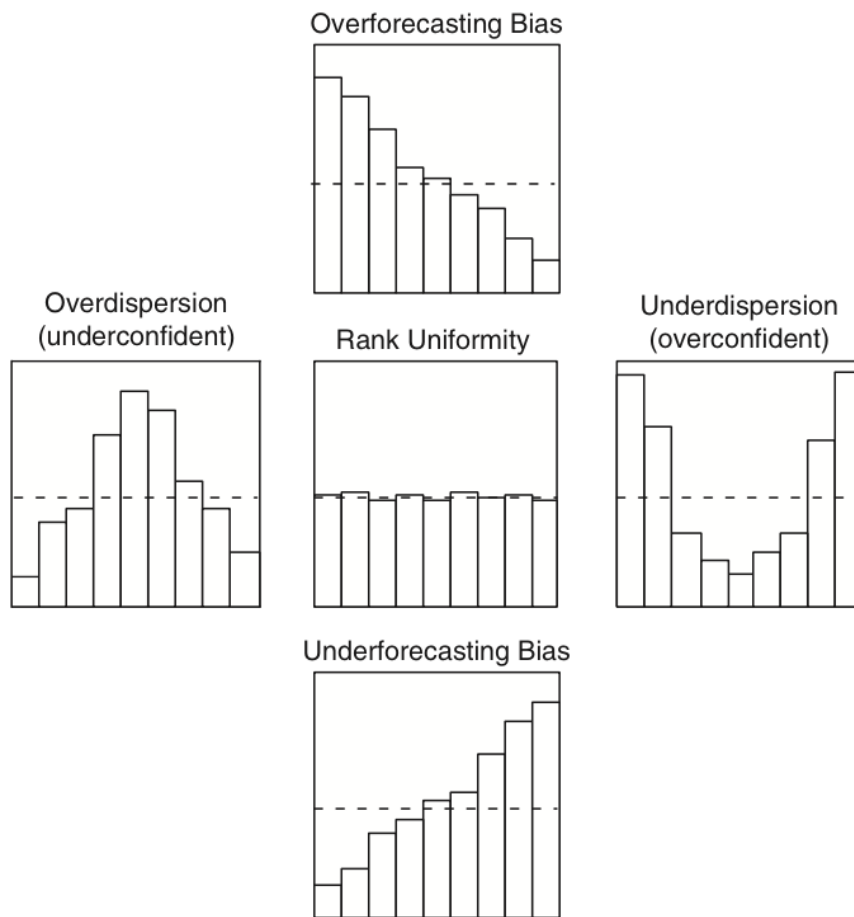 Overforecasting Bias
Overdispersion
(underconfident)
Rank Uniformity
Underdispersion
(overconfident)
Underforecasting Bias